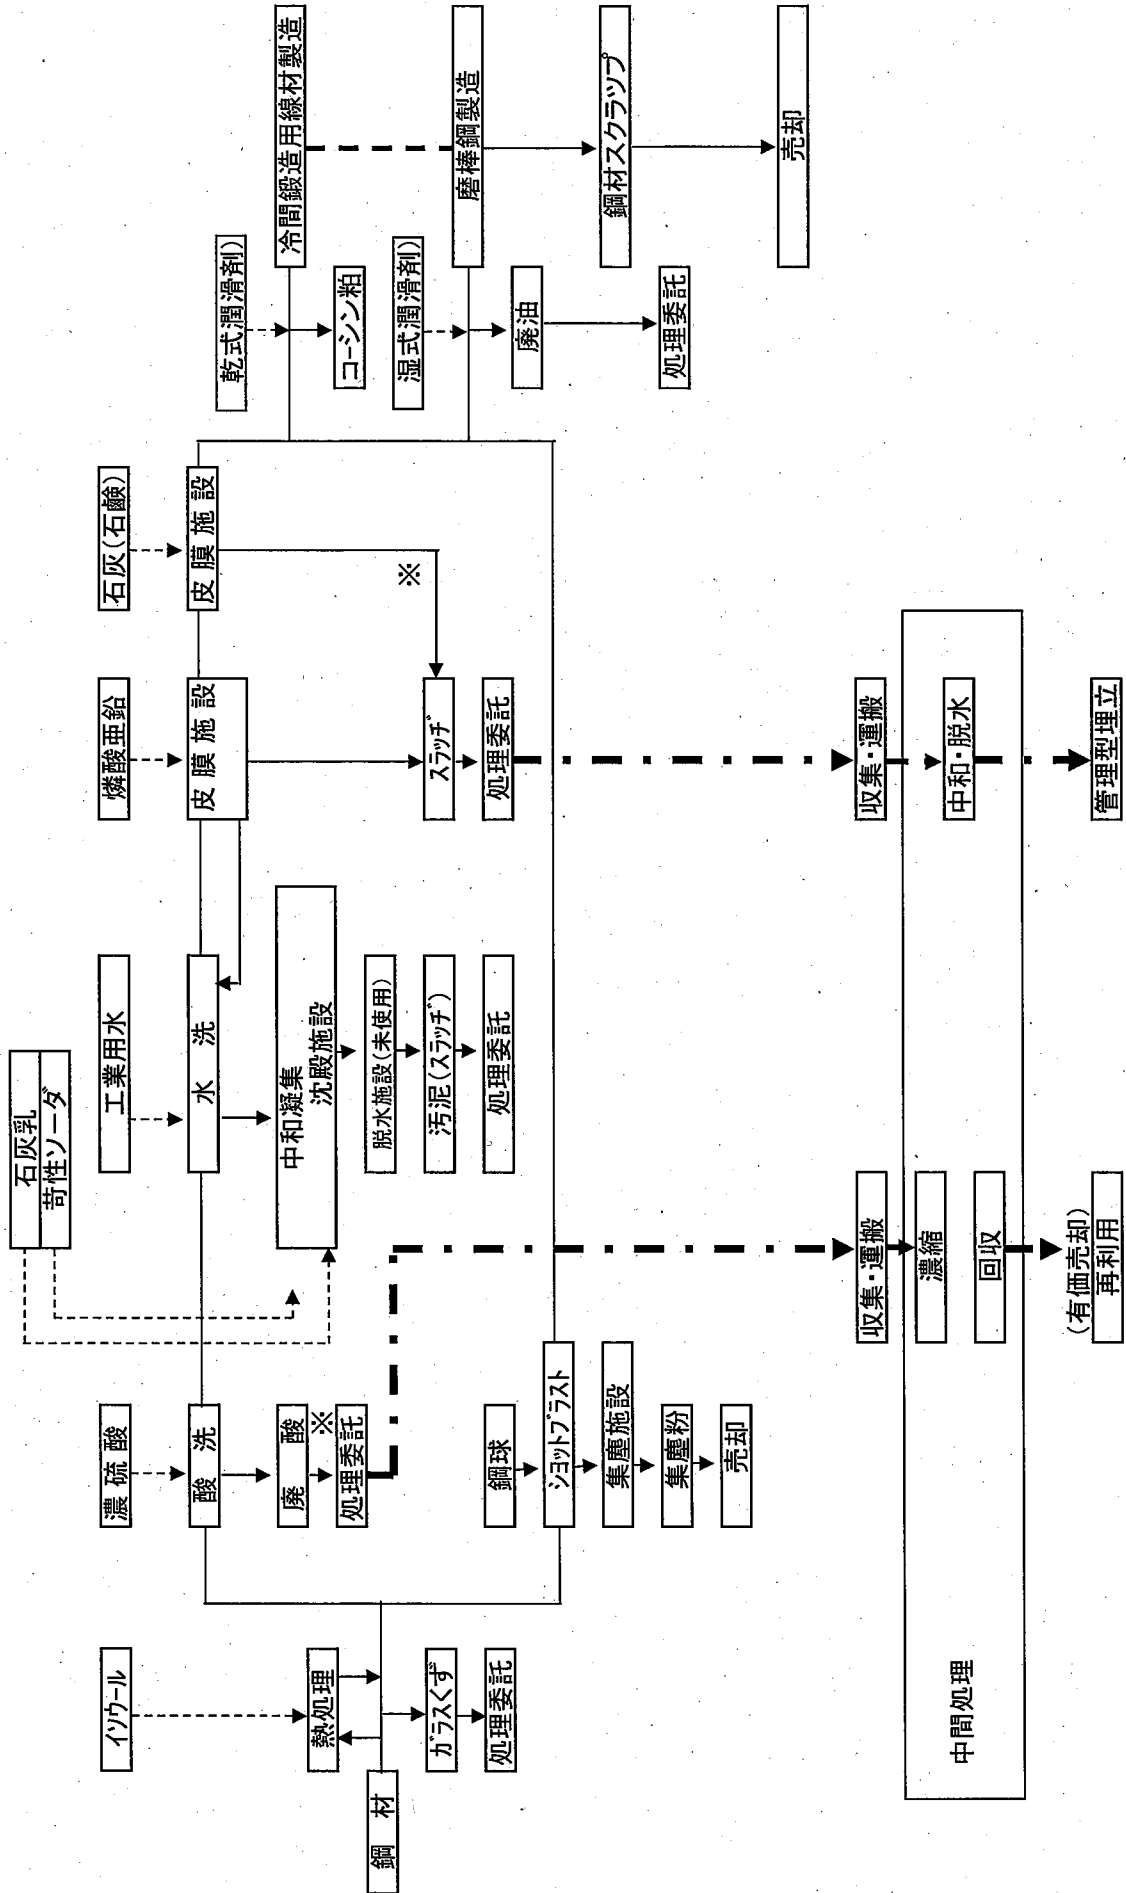 鋼 材
イソウール
熱処理
ガラスくず
処理委託
濃 硫 酸
酸 洗
廃 酸
※
処理委託
鋼球
ショットブラスト
集塵施設
集塵粉
売却
石灰乳
苛性ソーダ
工業用水
水 洗
中和凝集
沈殿施設
脱水施設(未使用)
汚泥(スラッヂ)
処理委託
燐酸亜鉛
皮 膜 施 設
スラッヂ
処理委託
石灰(石鹸)
皮 膜 施 設
※
乾式潤滑剤)
コーシン粕
湿式潤滑剤)
廃油
処理委託
冷間鍛造用線材製造
磨棒鋼製造
鋼材スクラップ
売却
中間処理
収集・運搬
濃縮
回収
(有価売却)
再利用
収集・運搬
中和・脱水
管理型埋立